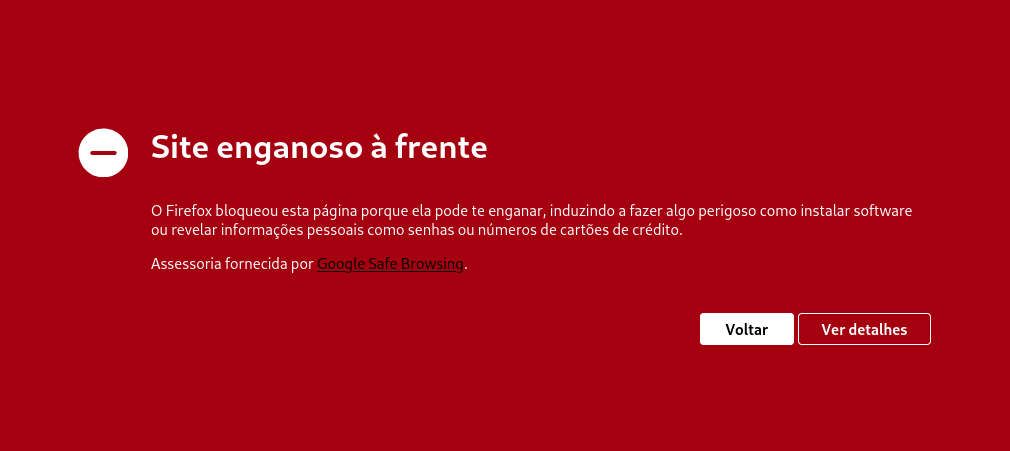 Site enganoso à frente
O Firefox bloqueou esta página porque ela pode te enganar, induzindo a fazer algo perigoso como instalar software
ou revelar informações pessoais como senhas ou números de cartões de crédito.
Assessoria fornecida por Google Safe Browsing.
Voltar Ver detalhes